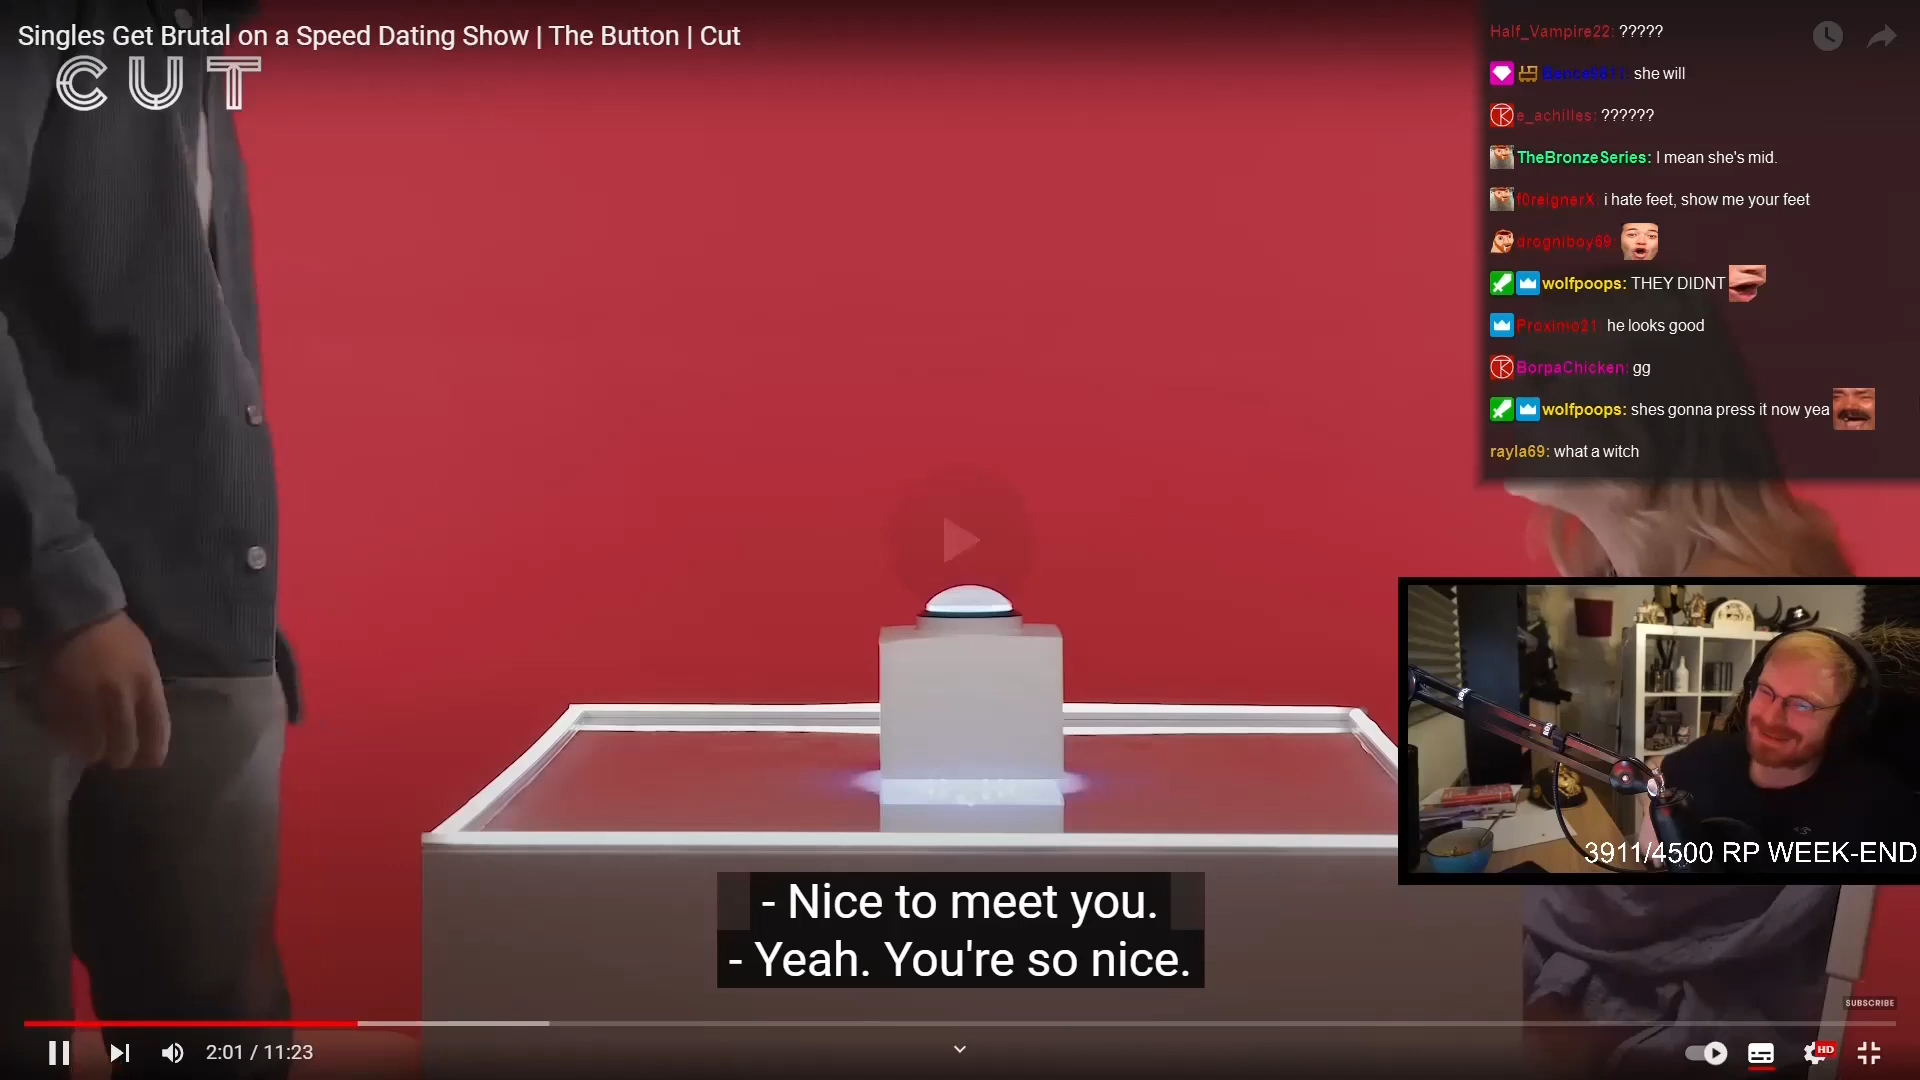 Singles Get Brutal on a Speed Dating Show | The Button | Cut
CUT
Half_Vampire22: ?????
she will
e_achilles: ??????
TheBronzeSeries: I mean she's mid.
f0reignerX: i hate feet, show me your feet
dragniboy69:
wolfpoops: THEY DIDNT
Proximo21: he looks good
BorpaChicken: gg
wolfpoops: shes gonna press it now yea
rayla69: what a witch
3911/4500 RP WEEK-END
- Nice to meet you.
- Yeah. You're so nice.
SUBSCRIBE
2:01 / 11:23
HD